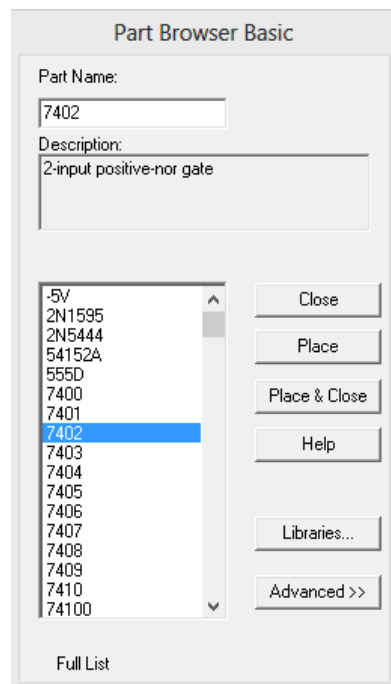 Part Browser Basic
Part Name:
7402
Description:
2-input positive-nor gate
-5V
2N1595
2N5444
54152A
555D
7400
7401
7402
7403
7404
7405
7406
7407
7408
7409
7410
74100
Close
Place
Place & Close
Help
Libraries...
Advanced >>
Full List